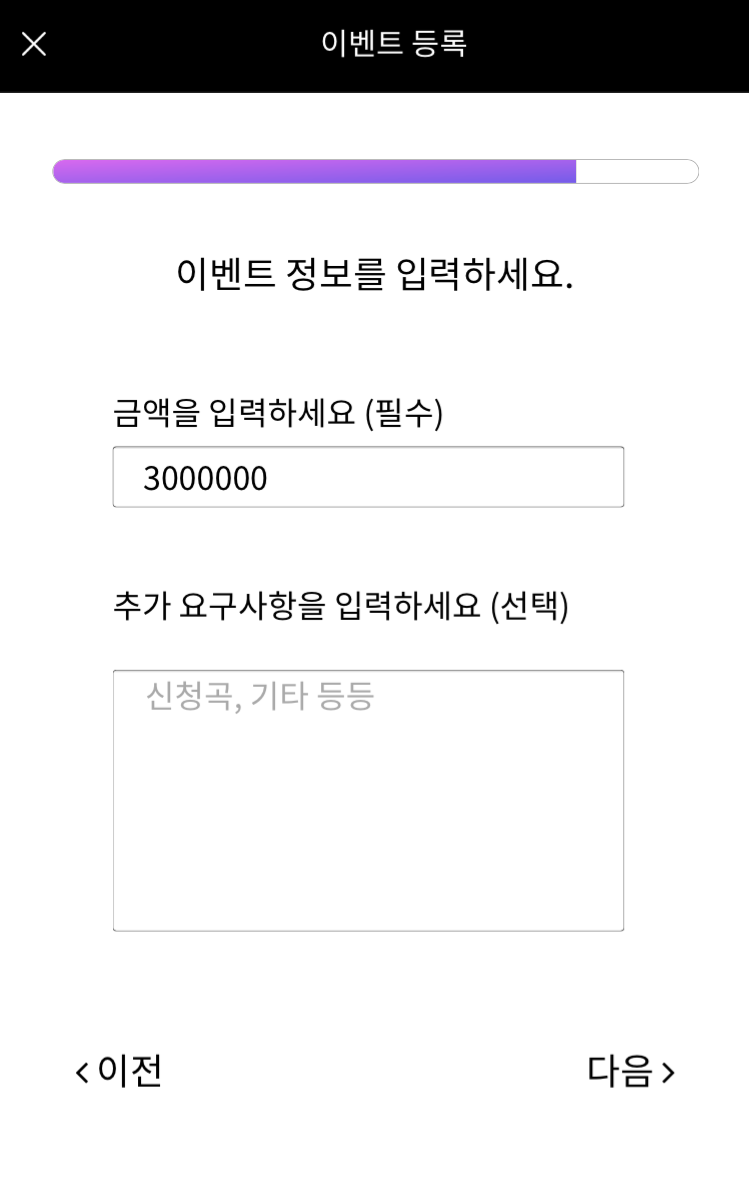 이벤트 등록
이벤트 정보를 입력하세요.
금액을 입력하세요 (필수)
3000000
추가 요구사항을 입력하세요 (선택)
신청곡, 기타 등등
이전
다음